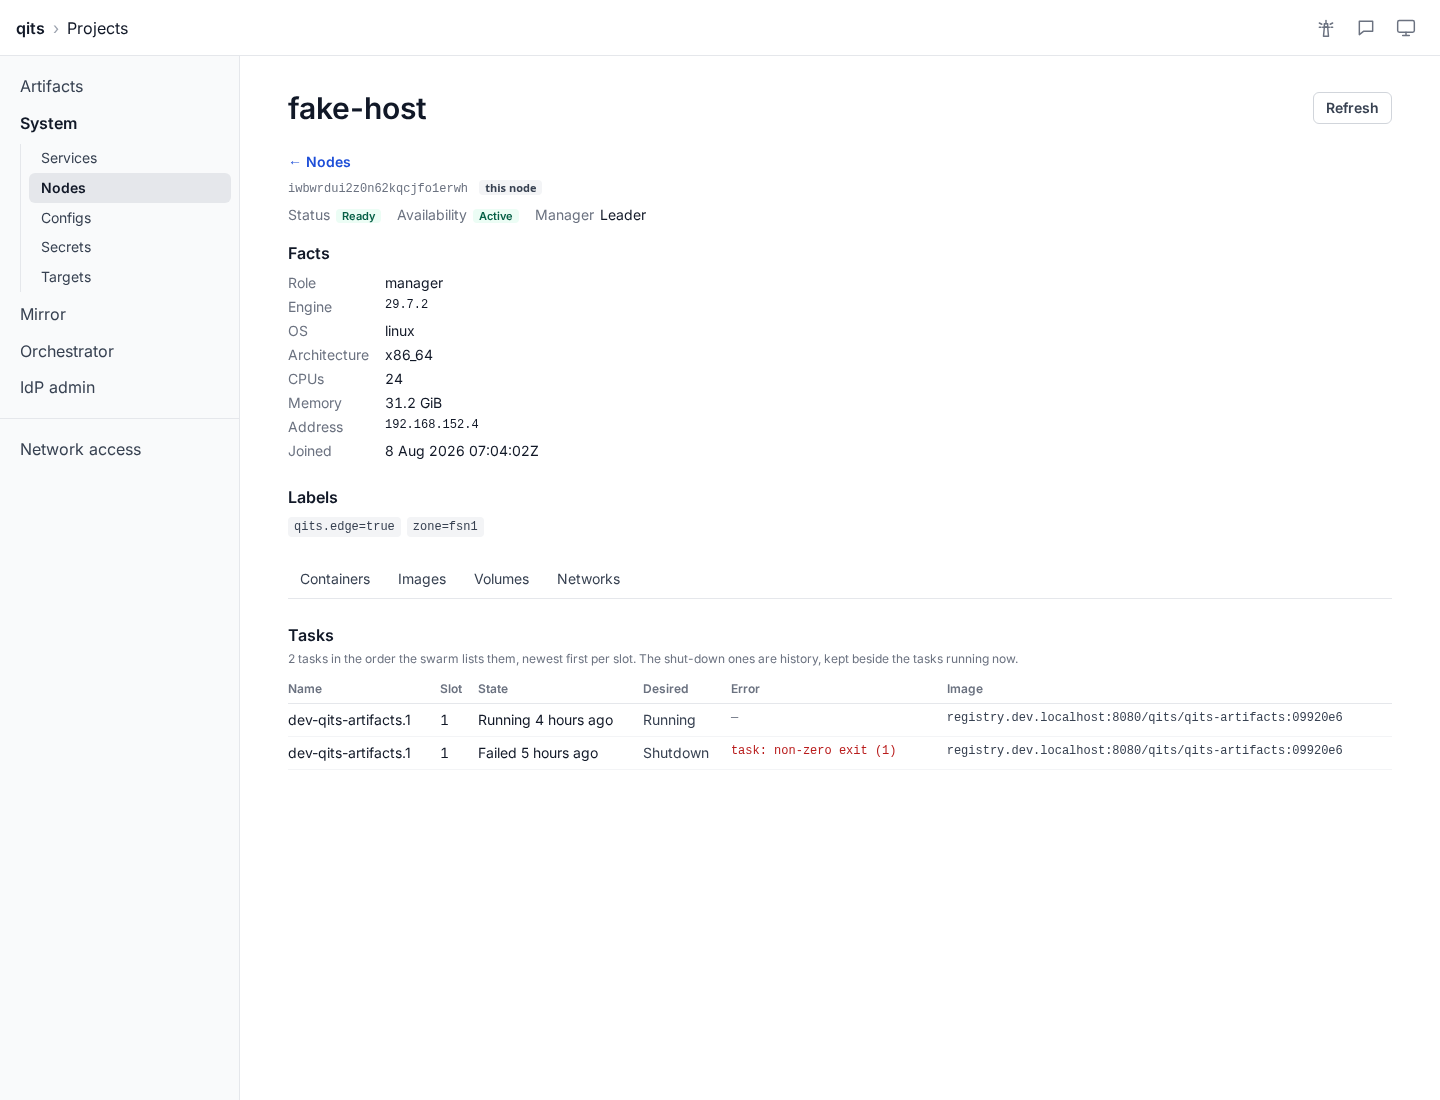 qits › Projects
Artifacts
System
Services
Nodes
Configs
Secrets
Targets
Mirror
Orchestrator
IdP admin
Network access
fake-host
Refresh
← Nodes
iwbwrdui2z0n62kqcjfo1erwh this node
Status Ready Availability Active Manager Leader
Facts
Role manager
Engine 29.7.2
OS linux
Architecture x86_64
CPUs 24
Memory 31.2 GiB
Address 192.168.152.4
Joined 8 Aug 2026 07:04:02Z
Labels
qits.edge=true zone=fsn1
Containers Images Volumes Networks
Tasks
2 tasks in the order the swarm lists them, newest first per slot. The shut-down ones are history, kept beside the tasks running now.
Name Slot State Desired Error Image
dev-qits-artifacts.1 1 Running 4 hours ago Running — registry.dev.localhost:8080/qits/qits-artifacts:09920e6
dev-qits-artifacts.1 1 Failed 5 hours ago Shutdown task: non-zero exit (1) registry.dev.localhost:8080/qits/qits-artifacts:09920e6